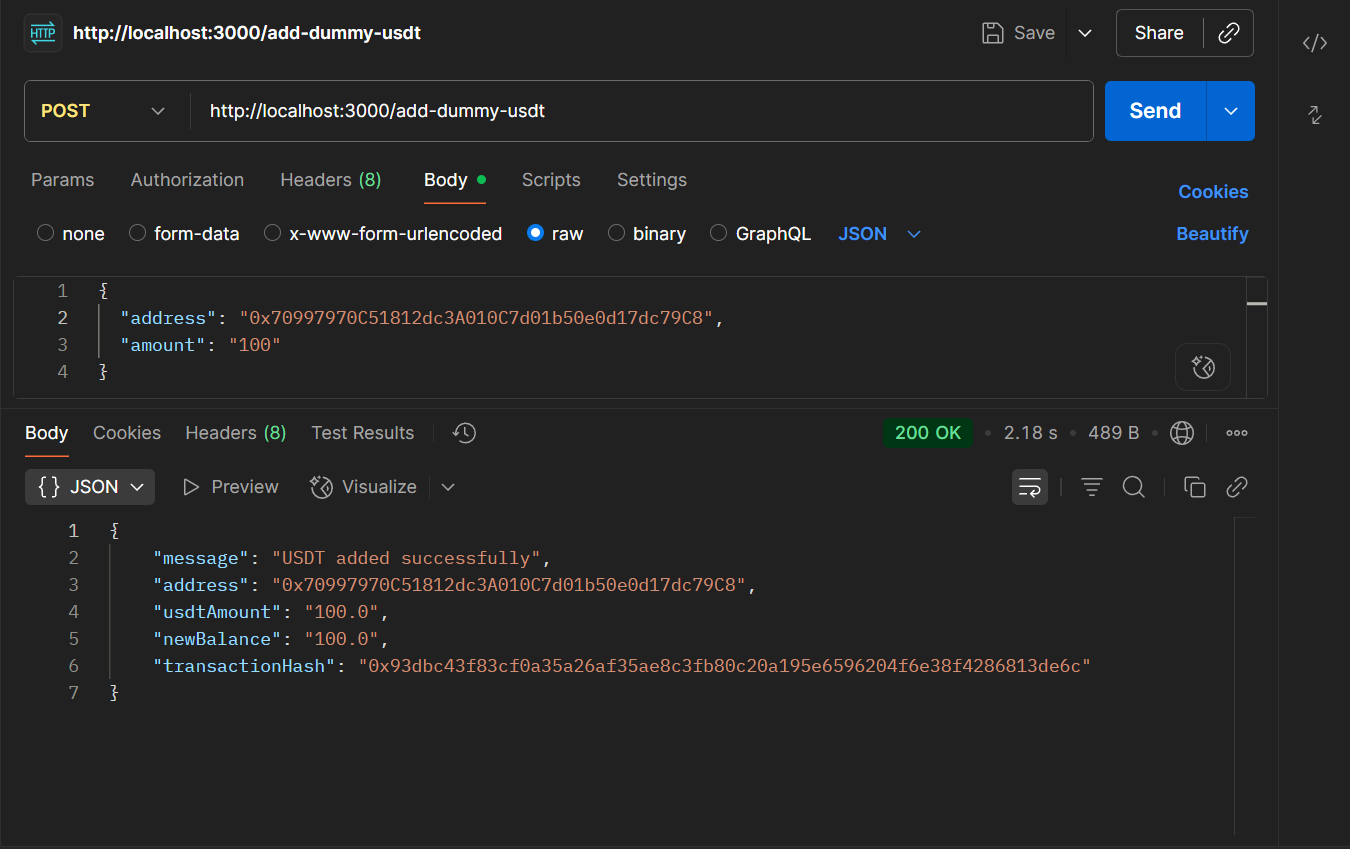 HTTP http://localhost:3000/add-dummy-usdt Save Share
POST http://localhost:3000/add-dummy-usdt Send
Params Authorization Headers (8) Body Scripts Settings Cookies
none form-data x-www-form-urlencoded raw binary GraphQL JSON Beautify
1 {
2 "address": "0x70997970C51812dc3A010C7d01b50e0d17dc79C8",
3 "amount": "100"
4 }
Body Cookies Headers (8) Test Results 200 OK • 2.18 s • 489 B •
{} JSON Preview Visualize
1 {
2 "message": "USDT added successfully",
3 "address": "0x70997970C51812dc3A010C7d01b50e0d17dc79C8",
4 "usdtAmount": "100.0",
5 "newBalance": "100.0",
6 "transactionHash": "0x93dbc43f83cf0a35a26af35ae8c3fb80c20a195e6596204f6e38f4286813de6c"
7 }